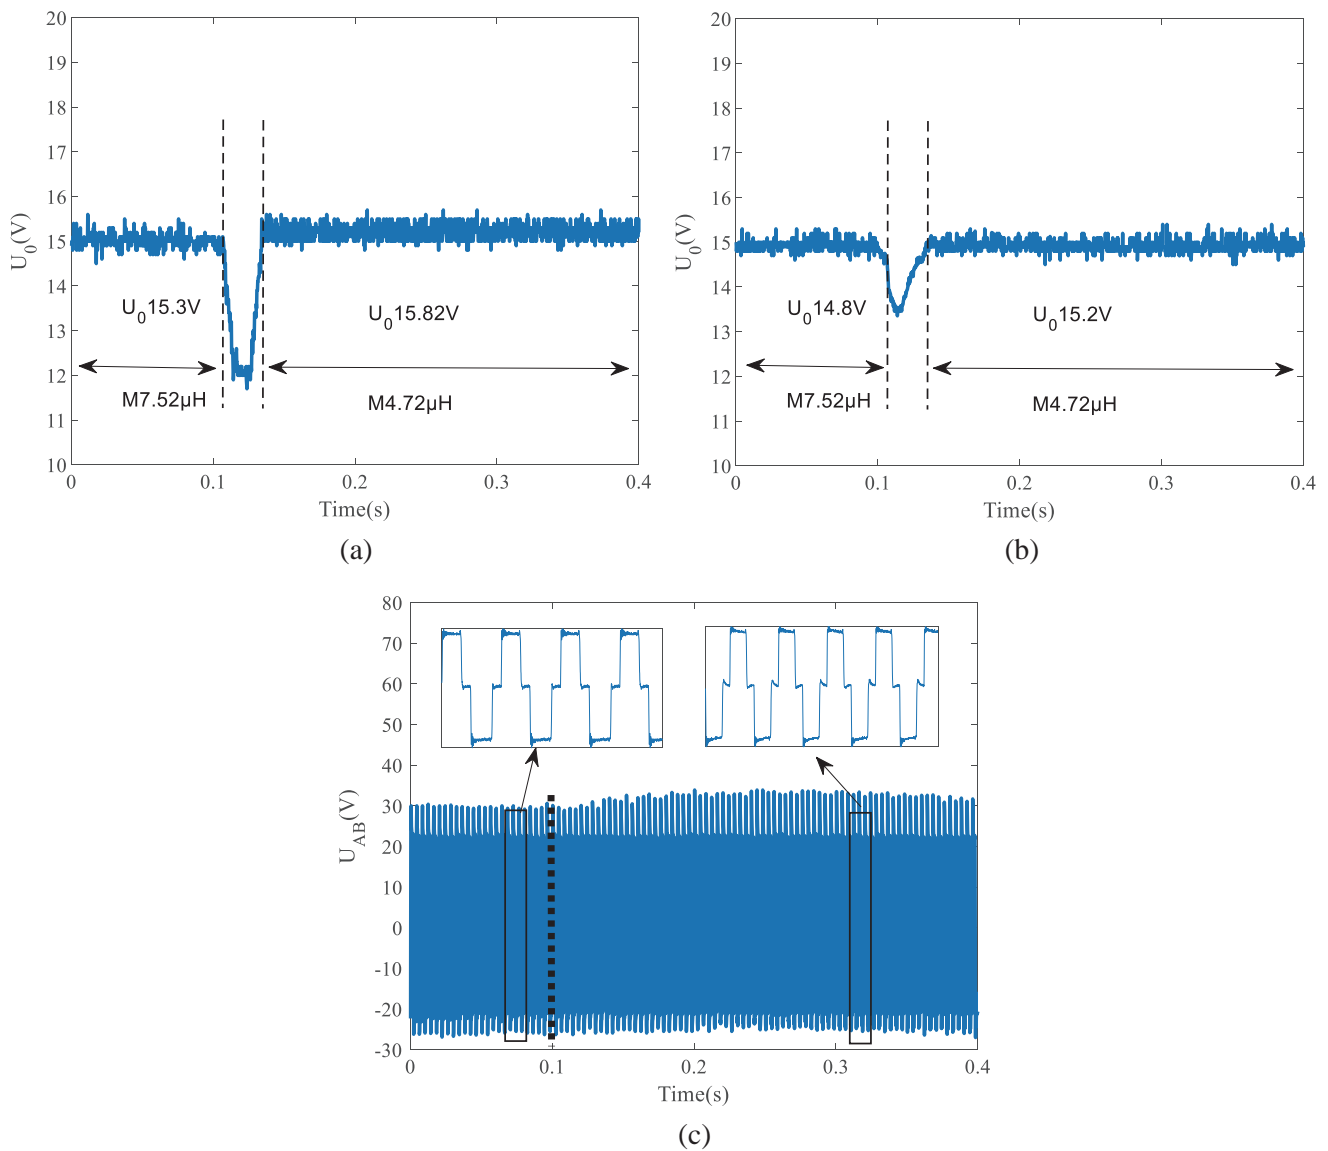 20
19
18
17
16
15
14
13
12
11
10
U0(V)
U015.3V
U015.82V
M7.52μH
M4.72μH
0
0.1
0.2
0.3
0.4
Time(s)
(a)
20
19
18
17
16
15
14
13
12
11
10
U0(V)
U014.8V
U015.2V
M7.52μH
M4.72μH
0
0.1
0.2
0.3
0.4
Time(s)
(b)
80
70
60
50
40
30
20
10
0
-10
-20
-30
UAB(V)
0
0.1
0.2
0.3
0.4
Time(s)
(c)